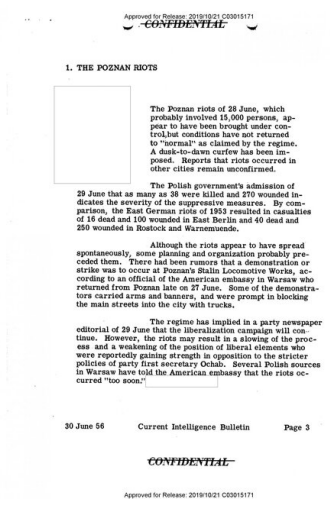 Approved for Release: 2019/10/21 C03015171
CONFIDENTIAL
1. THE POZNAN RIOTS
The Poznan riots of 28 June, which
probably involved 15,000 persons, ap-
pear to have been brought under con-
trol, but conditions have not returned
to "normal" as claimed by the regime.
A dusk-to-dawn curfew has been im-
posed. Reports that riots occurred in
other cities remain unconfirmed.
The Polish government's admission of
29 June that as many as 38 were killed and 270 wounded in-
dicates the severity of the suppressive measures. By com-
parison, the East German riots of 1953 resulted in casualties
of 16 dead and 100 wounded in East Berlin and 40 dead and
250 wounded in Rostock and Warnemuende.
Although the riots appear to have spread
spontaneously, some planning and organization probably pre-
ceded them. There had been rumors that a demonstration or
strike was to occur at Poznan's Stalin Locomotive Works, ac-
cording to an official of the American embassy in Warsaw who
returned from Poznan late on 27 June. Some of the demonstra-
tors carried arms and banners, and were prompt in blocking
the main streets into the city with trucks.
The regime has implied in a party newspaper
editorial of 29 June that the liberalization campaign will con-
tinue. However, the riots may result in a slowing of the proc-
ess and a weakening of the position of liberal elements who
were reportedly gaining strength in opposition to the stricter
policies of party first secretary Ochab. Several Polish sources
in Warsaw have told the American embassy that the riots oc-
curred "too soon."
30 June 56 Current Intelligence Bulletin Page 3
CONFIDENTIAL
Approved for Release: 2019/10/21 C03015171